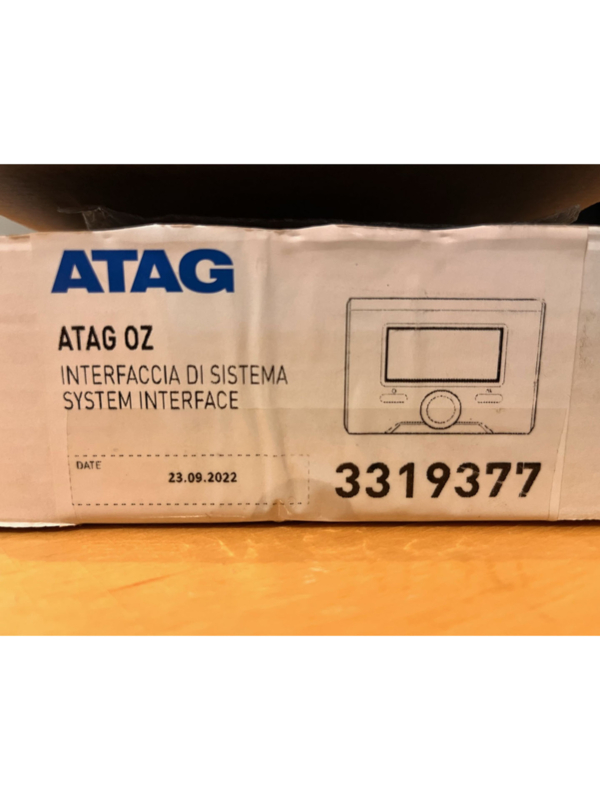 ATAG
ATAG OZ
INTERFACCIA DI SISTEMA
SYSTEM INTERFACE
DATE
23.09.2022
3319377